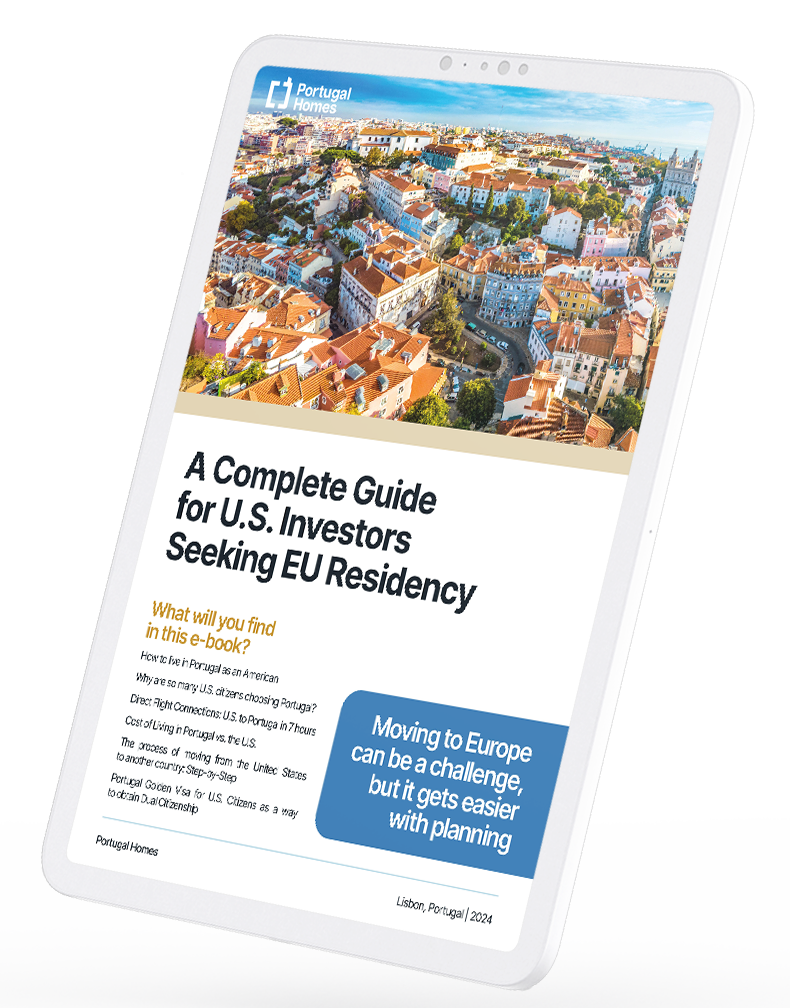 Portugal
Homes
A Complete Guide
for U.S. Investors
Seeking EU Residency
What will you find
in this e-book?
How to live in Portugal as an American
Why are so many U.S. citizens choosing Portugal?
Direct Flight Connections: U.S. to Portugal in 7 hours
Cost of Living in Portugal vs. the U.S.
The process of moving from the United States
to another country: Step-by-Step
Portugal Golden Visa for U.S. Citizens as a way
to obtain Dual Citizenship
Moving to Europe
can be a challenge,
but it gets easier
with planning
Portugal Homes
Lisbon, Portugal | 2024